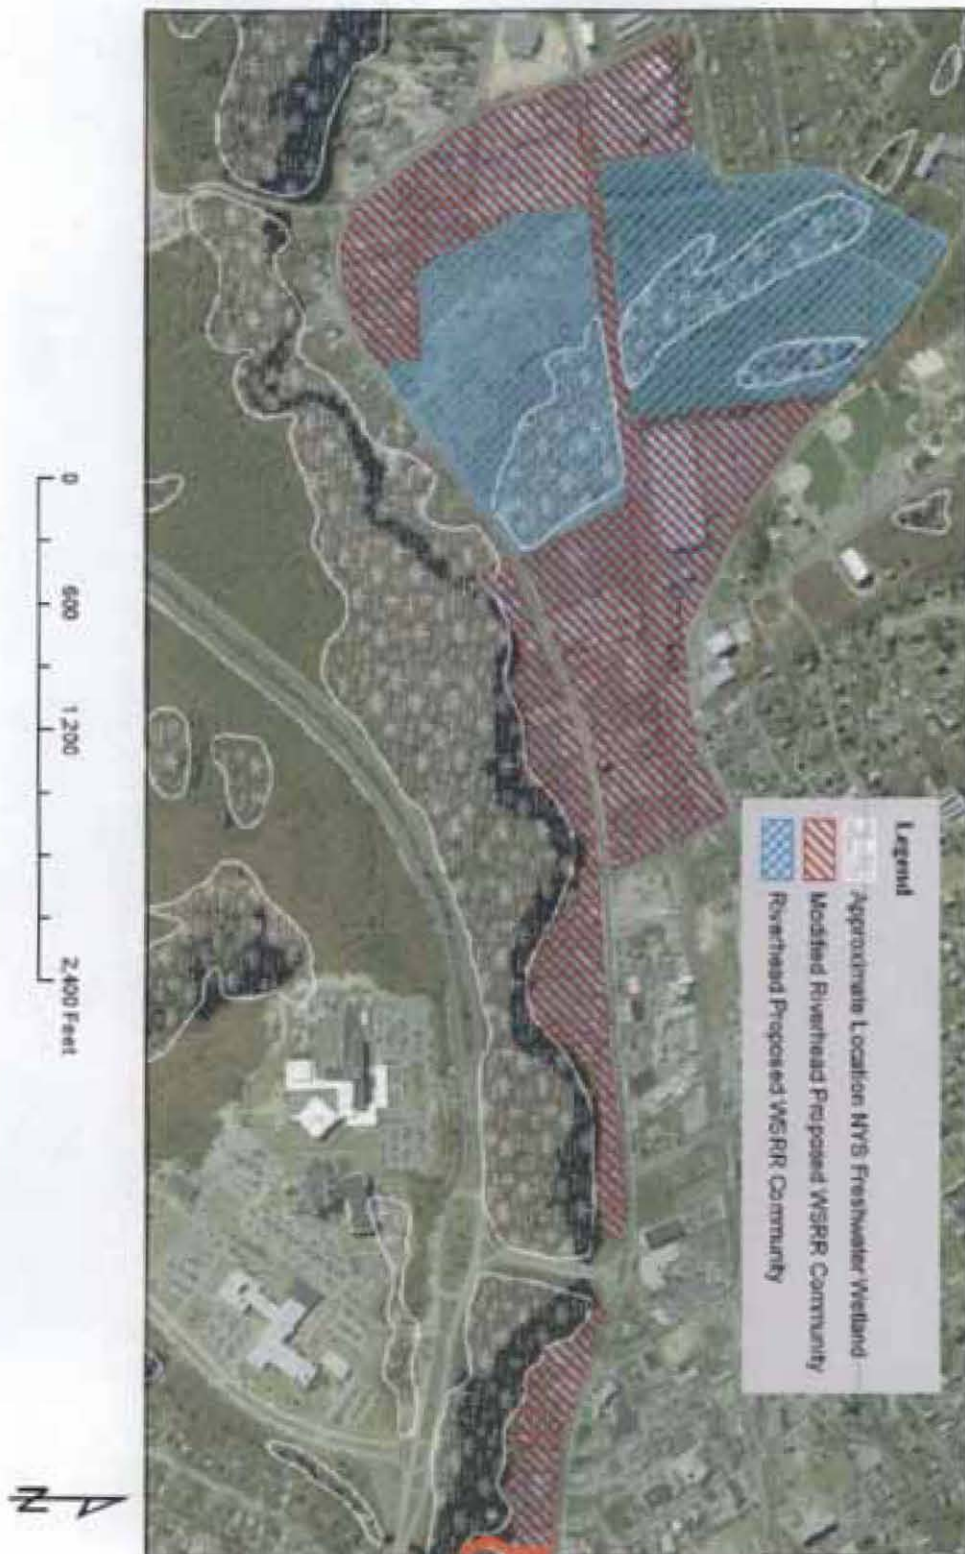 Legend
Approximate Location NYS Freshwater Wetland
Modified Riverhead Proposed WSRR Community
Riverhead Proposed WSRR Community
0 600 1,200 2,400 Feet
N